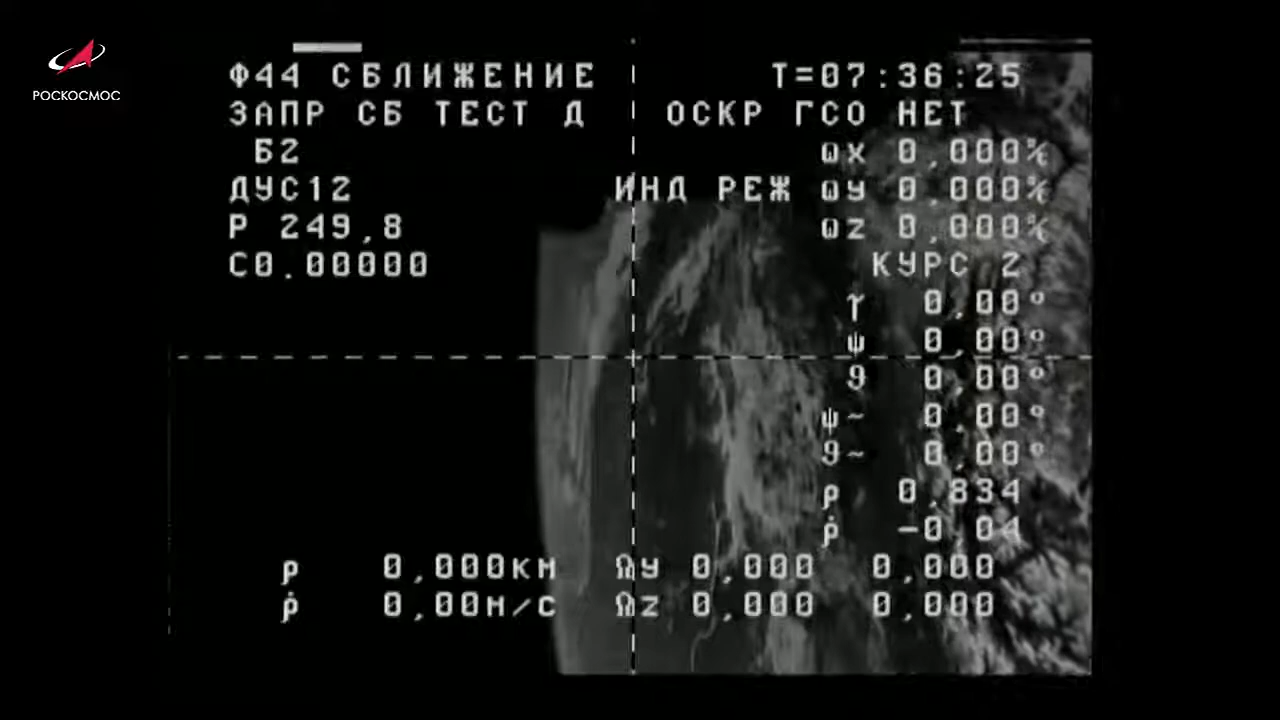 РОСКОСМОС
Ф44 СБЛИЖЕНИЕ T=07:36:25
ЗАПР СБ ТЕСТ Д ОСКР ГСО НЕТ
Б2 ωx 0,000%
ДУС12 ИНД РЕЖ ωy 0,000%
Р 249,8 ωz 0,000%
С0.00000 КУРС 2
γ 0,00°
ψ 0,00°
ϑ 0,00°
ψ~ 0,00°
ϑ~ 0,00°
ρ 0,834
ρ̇ -0,04
ρ 0,000км Ωy 0,000 0,000
ρ̇ 0,00м/с Ωz 0,000 0,000